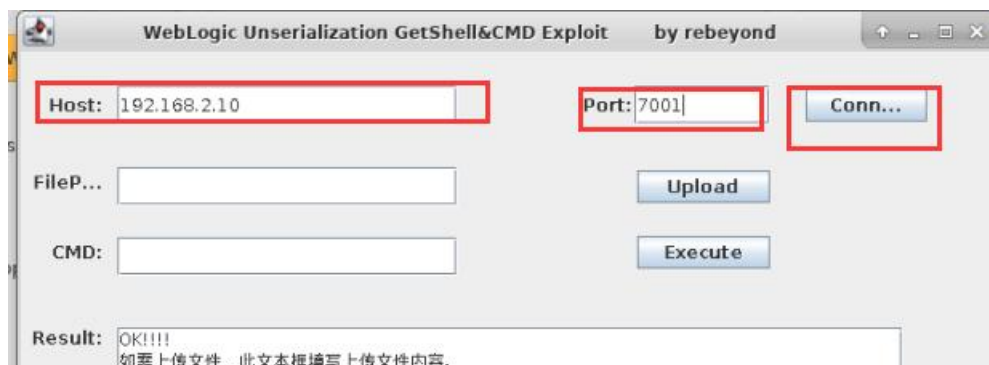 WebLogic Unserialization GetShell&CMD Exploit by rebeyond
Host: 192.168.2.10 Port: 7001 Conn...
FileP... Upload
CMD: Execute
Result: OK!!!!
如需上传文件，此文本框填写上传文件内容。